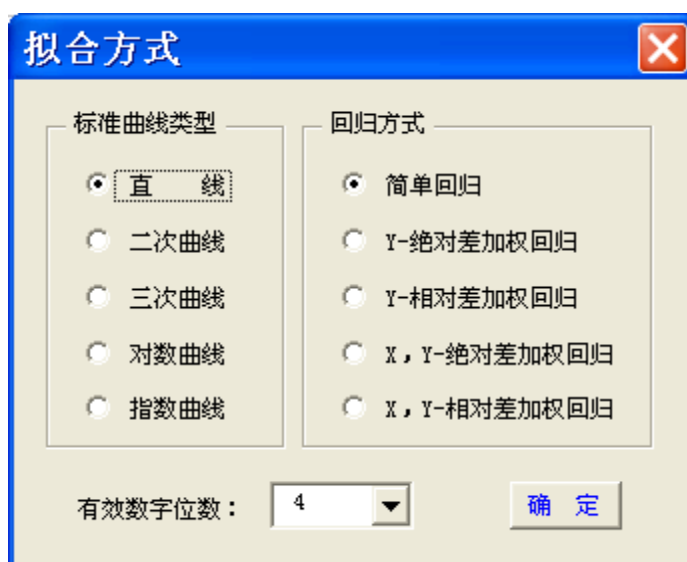 拟合方式
标准曲线类型
直 线
二次曲线
三次曲线
对数曲线
指数曲线
回归方式
简单回归
Y-绝对差加权回归
Y-相对差加权回归
X，Y-绝对差加权回归
X，Y-相对差加权回归
有效数字位数： 4
确 定